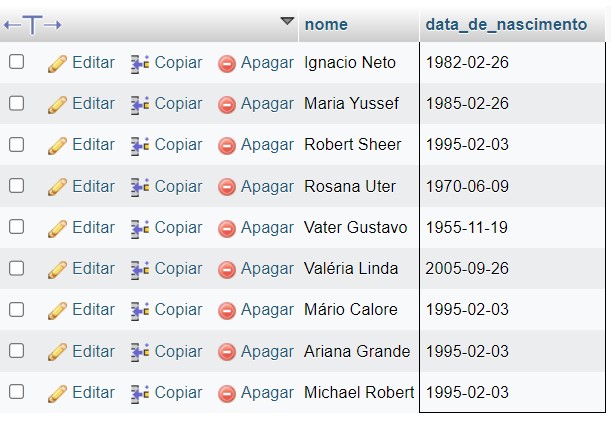 nome data_de_nascimento
Editar Copiar Apagar Ignacio Neto 1982-02-26
Editar Copiar Apagar Maria Yussef 1985-02-26
Editar Copiar Apagar Robert Sheer 1995-02-03
Editar Copiar Apagar Rosana Uter 1970-06-09
Editar Copiar Apagar Vater Gustavo 1955-11-19
Editar Copiar Apagar Valéria Linda 2005-09-26
Editar Copiar Apagar Mário Calore 1995-02-03
Editar Copiar Apagar Ariana Grande 1995-02-03
Editar Copiar Apagar Michael Robert 1995-02-03